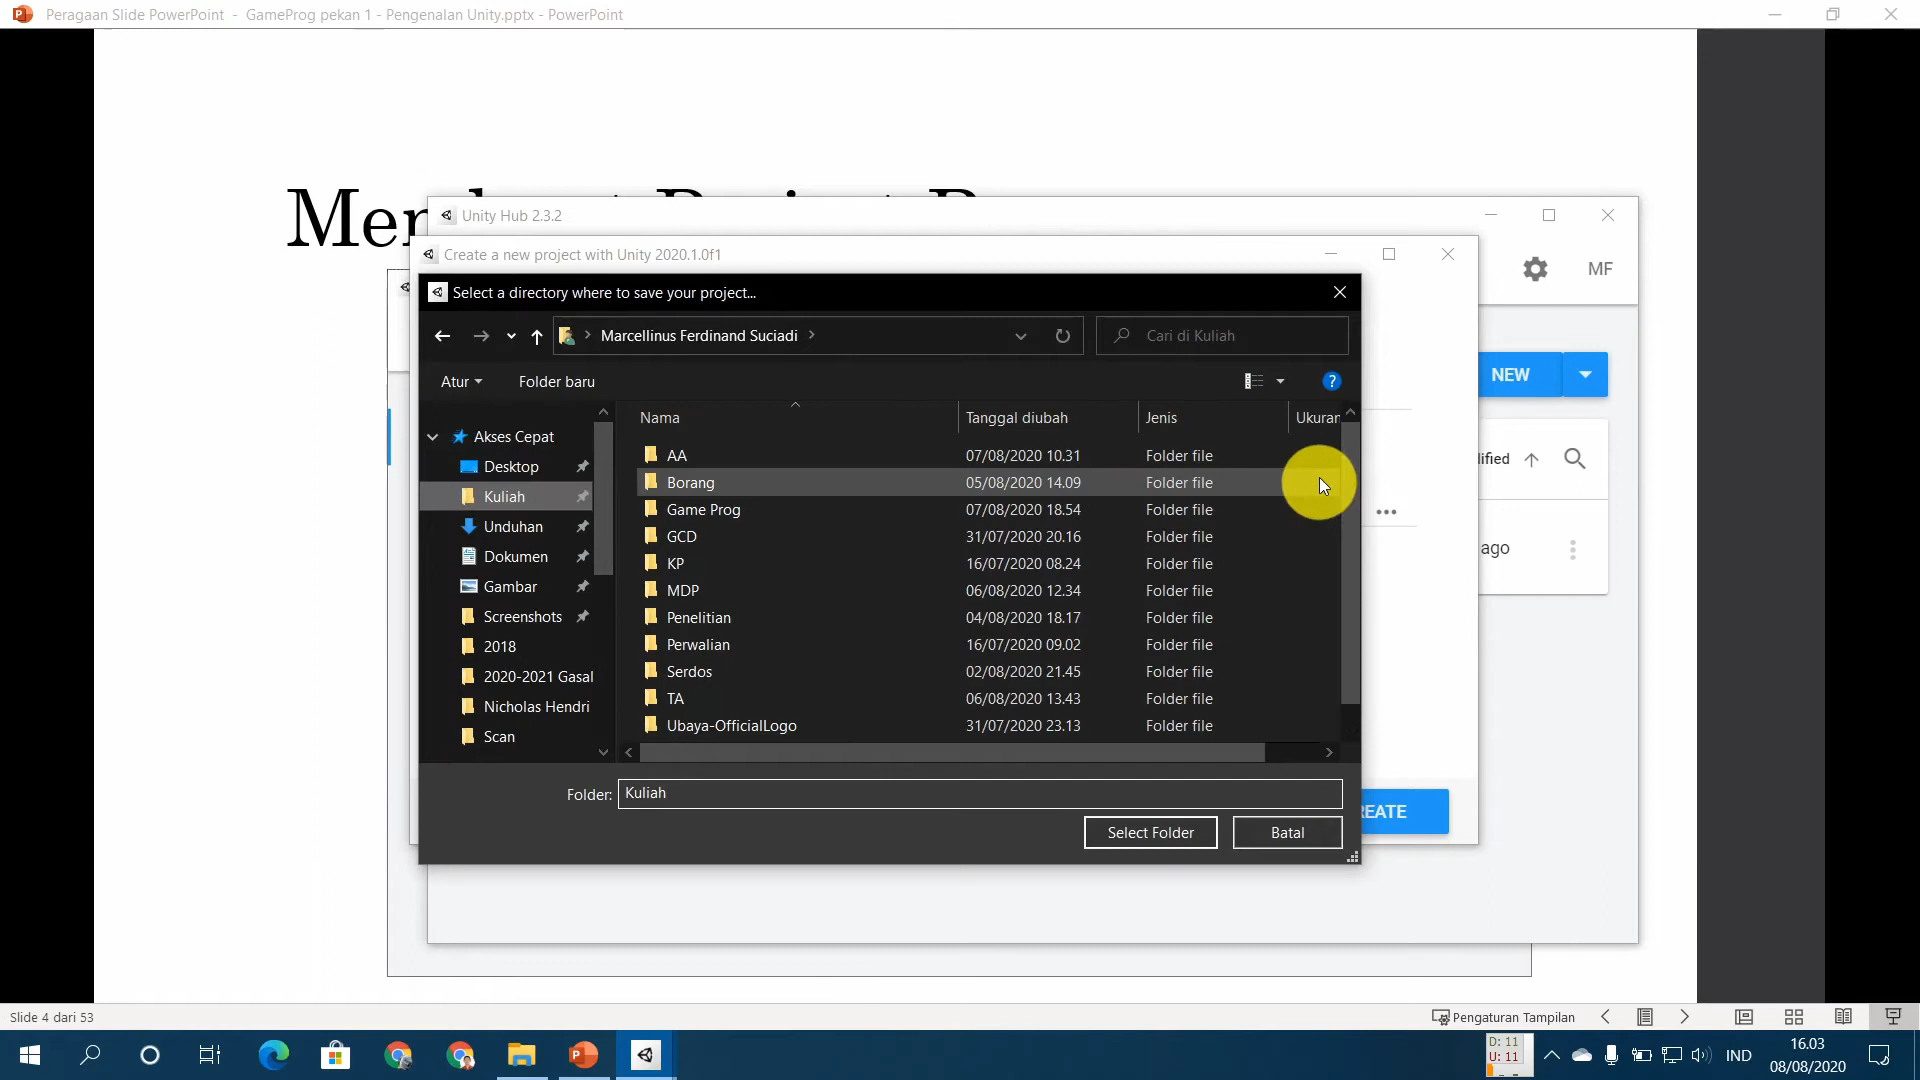 Peragaan Slide PowerPoint - GameProg pekan 1 - Pengenalan Unity.pptx - PowerPoint
Unity Hub 2.3.2
Create a new project with Unity 2020.1.0f1
MF
Select a directory where to save your project...
Marcellinus Ferdinand Suciadi
Cari di Kuliah
Atur
Folder baru
NEW
Nama Tanggal diubah Jenis Ukuran
Akses Cepat
Desktop
Kuliah
Unduhan
Dokumen
Gambar
Screenshots
2018
2020-2021 Gasal
Nicholas Hendri
Scan
AA 07/08/2020 10.31 Folder file
Borang 05/08/2020 14.09 Folder file
Game Prog 07/08/2020 18.54 Folder file
GCD 31/07/2020 20.16 Folder file
KP 16/07/2020 08.24 Folder file
MDP 06/08/2020 12.34 Folder file
Penelitian 04/08/2020 18.17 Folder file
Perwalian 16/07/2020 09.02 Folder file
Serdos 02/08/2020 21.45 Folder file
TA 06/08/2020 13.43 Folder file
Ubaya-OfficialLogo 31/07/2020 23.13 Folder file
ago
Folder: Kuliah
Select Folder
Batal
REATE
Slide 4 dari 53
Pengaturan Tampilan
D: 11
U: 11
IND
16.03
08/08/2020